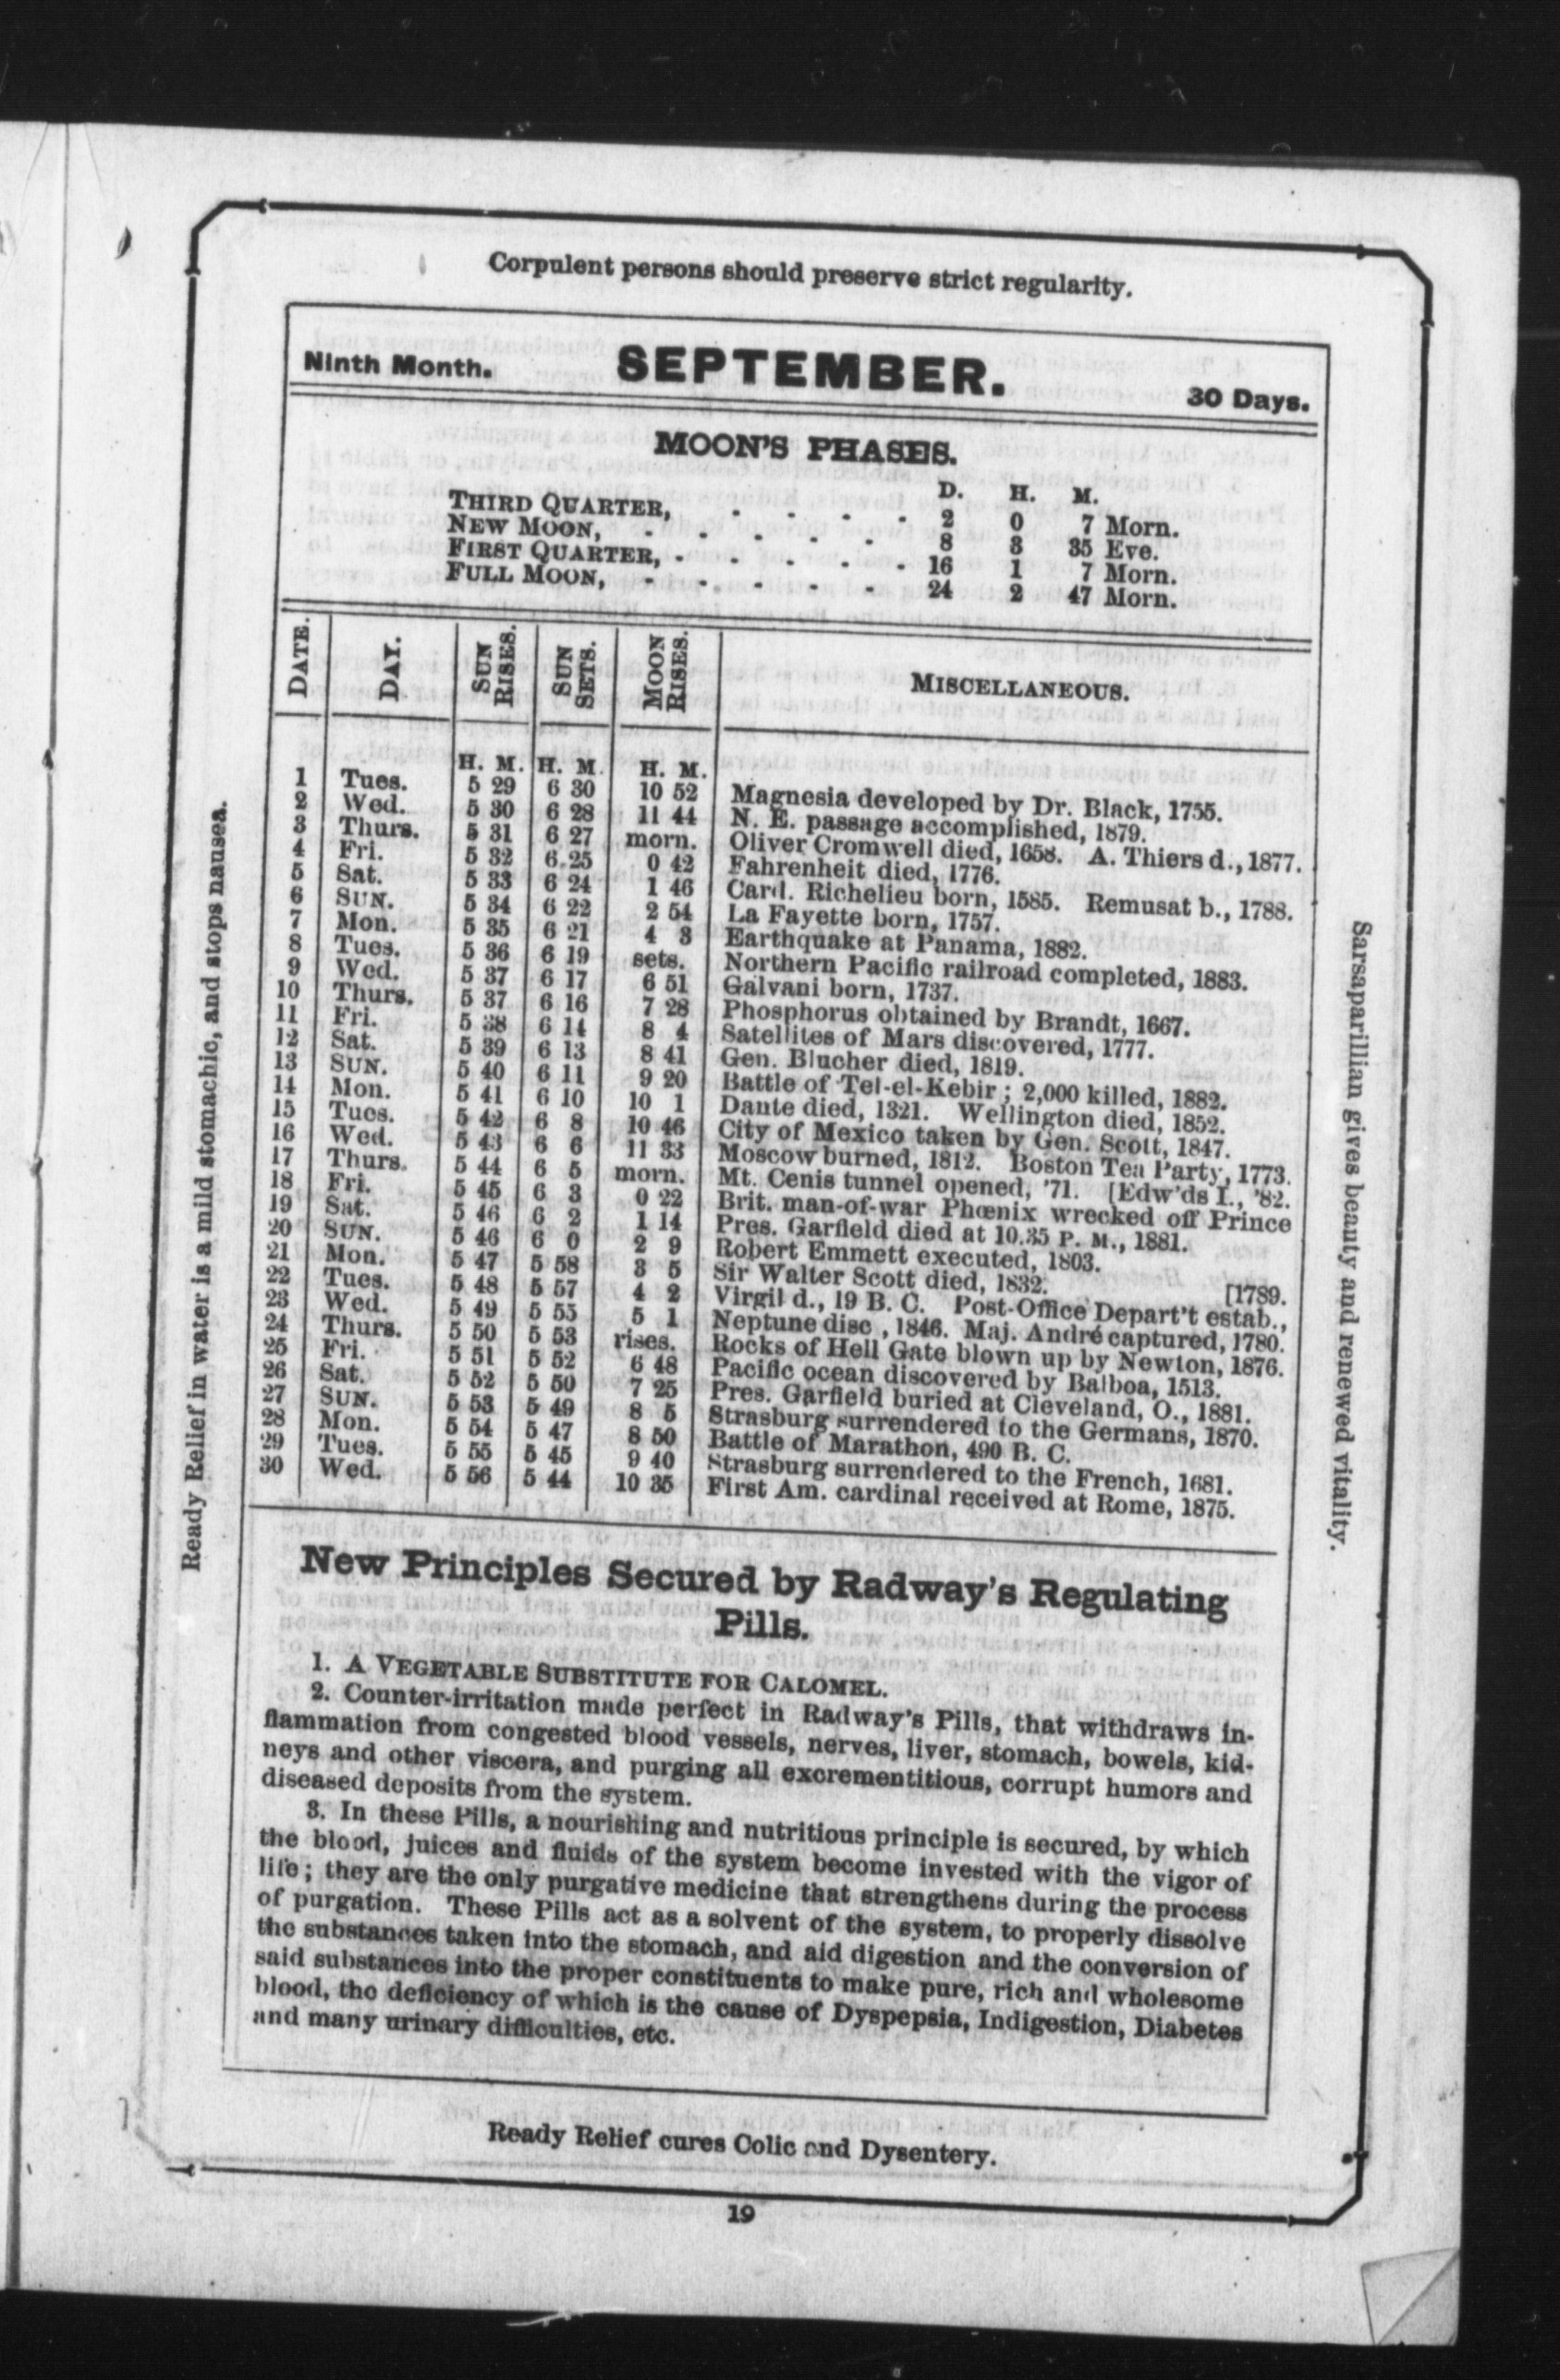 Corpulent persons should preserve strict regularity.
Ninth Month. SEPTEMBER. 30 Days.
MOON'S PHASES.
D. H. M.
THIRD QUARTER, - - - - 2 0 7 Morn.
NEW MOON, - - - - - 8 3 35 Eve.
FIRST QUARTER, - - - - - 16 1 7 Morn.
FULL MOON, - - - - - 24 2 47 Morn.
DATE. DAY. SUN RISES. SUN SETS. MOON RISES. MISCELLANEOUS.
H. M. H. M. H. M.
1 Tues. 5 29 6 30 10 52 Magnesia developed by Dr. Black, 1755.
2 Wed. 5 30 6 28 11 44 N. E. passage accomplished, 1879.
3 Thurs. 5 31 6 27 morn. Oliver Cromwell died, 1658. A. Thiers d., 1877.
4 Fri. 5 32 6 25 0 42 Fahrenheit died, 1776.
5 Sat. 5 33 6 24 1 46 Card. Richelieu born, 1585. Remusat b., 1788.
6 SUN. 5 34 6 22 2 54 La Fayette born, 1757.
7 Mon. 5 35 6 21 4 3 Earthquake at Panama, 1882.
8 Tues. 5 36 6 19 sets. Northern Pacific railroad completed, 1883.
9 Wed. 5 37 6 17 6 51 Galvani born, 1737.
10 Thurs. 5 37 6 16 7 28 Phosphorus obtained by Brandt, 1667.
11 Fri. 5 38 6 14 8 4 Satellites of Mars discovered, 1777.
12 Sat. 5 39 6 13 8 41 Gen. Blucher died, 1819.
13 SUN. 5 40 6 11 9 20 Battle of Tel-el-Kebir; 2,000 killed, 1882.
14 Mon. 5 41 6 10 10 1 Dante died, 1321. Wellington died, 1852.
15 Tues. 5 42 6 8 10 46 City of Mexico taken by Gen. Scott, 1847.
16 Wed. 5 43 6 6 11 33 Moscow burned, 1812. Boston Tea Party, 1773.
17 Thurs. 5 44 6 5 morn. Mt. Cenis tunnel opened, '71. [Edw'ds I., '82.
18 Fri. 5 45 6 3 0 22 Brit. man-of-war Phœnix wrecked off Prince
19 Sat. 5 46 6 2 1 14 Pres. Garfield died at 10.35 P. M., 1881.
20 SUN. 5 46 6 0 2 9 Robert Emmett executed, 1803.
21 Mon. 5 47 5 58 3 5 Sir Walter Scott died, 1832. [1789.
22 Tues. 5 48 5 57 4 2 Virgil d., 19 B. C. Post-Office Depart't estab.,
23 Wed. 5 49 5 55 5 1 Neptune disc , 1846. Maj. André captured, 1780.
24 Thurs. 5 50 5 53 rises. Rocks of Hell Gate blown up by Newton, 1876.
25 Fri. 5 51 5 52 6 48 Pacific ocean discovered by Balboa, 1513.
26 Sat. 5 52 5 50 7 25 Pres. Garfield buried at Cleveland, O., 1881.
27 SUN. 5 53 5 49 8 5 Strasburg surrendered to the Germans, 1870.
28 Mon. 5 54 5 47 8 50 Battle of Marathon, 490 B. C.
29 Tues. 5 55 5 45 9 40 Strasburg surrendered to the French, 1681.
30 Wed. 5 56 5 44 10 35 First Am. cardinal received at Rome, 1875.
New Principles Secured by Radway's Regulating
Pills.
1. A VEGETABLE SUBSTITUTE FOR CALOMEL.
2. Counter-irritation made perfect in Radway's Pills, that withdraws in-
flammation from congested blood vessels, nerves, liver, stomach, bowels, kid-
neys and other viscera, and purging all excrementitious, corrupt humors and
diseased deposits from the system.
3. In these Pills, a nourishing and nutritious principle is secured, by which
the blood, juices and fluids of the system become invested with the vigor of
life; they are the only purgative medicine that strengthens during the process
of purgation. These Pills act as a solvent of the system, to properly dissolve
the substances taken into the stomach, and aid digestion and the conversion of
said substances into the proper constituents to make pure, rich and wholesome
blood, the deficiency of which is the cause of Dyspepsia, Indigestion, Diabetes
and many urinary difficulties, etc.
Ready Relief cures Colic and Dysentery.
19
Ready Relief in water is a mild stomachic, and stops nausea.
Sarsaparillian gives beauty and renewed vitality.